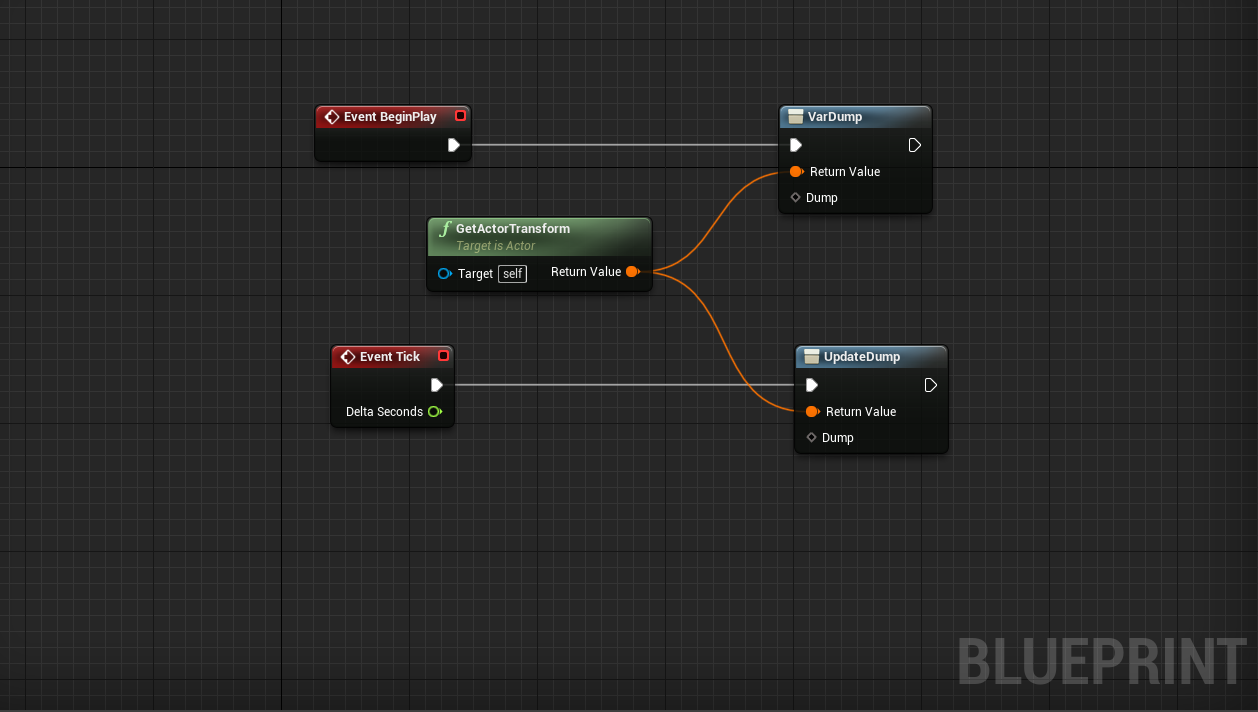 Event BeginPlay
VarDump
Return Value
Dump
GetActorTransform
Target is Actor
Target self Return Value
Event Tick
Delta Seconds
UpdateDump
Return Value
Dump
BLUEPRINT